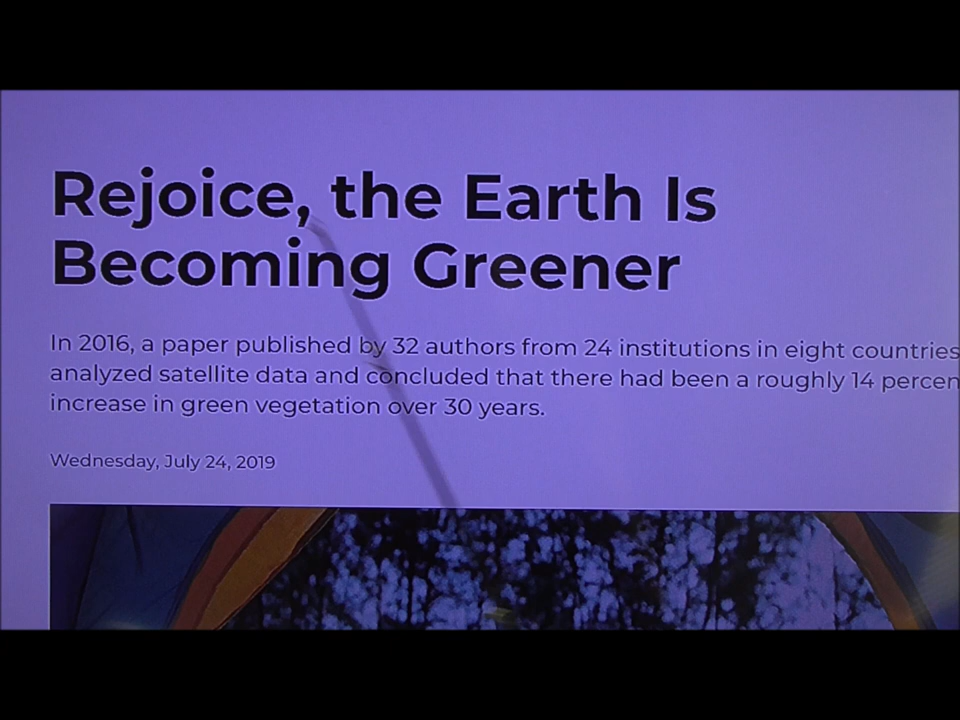 Rejoice, the Earth Is
Becoming Greener
In 2016, a paper published by 32 authors from 24 institutions in eight countries
analyzed satellite data and concluded that there had been a roughly 14 percen
increase in green vegetation over 30 years.
Wednesday, July 24, 2019